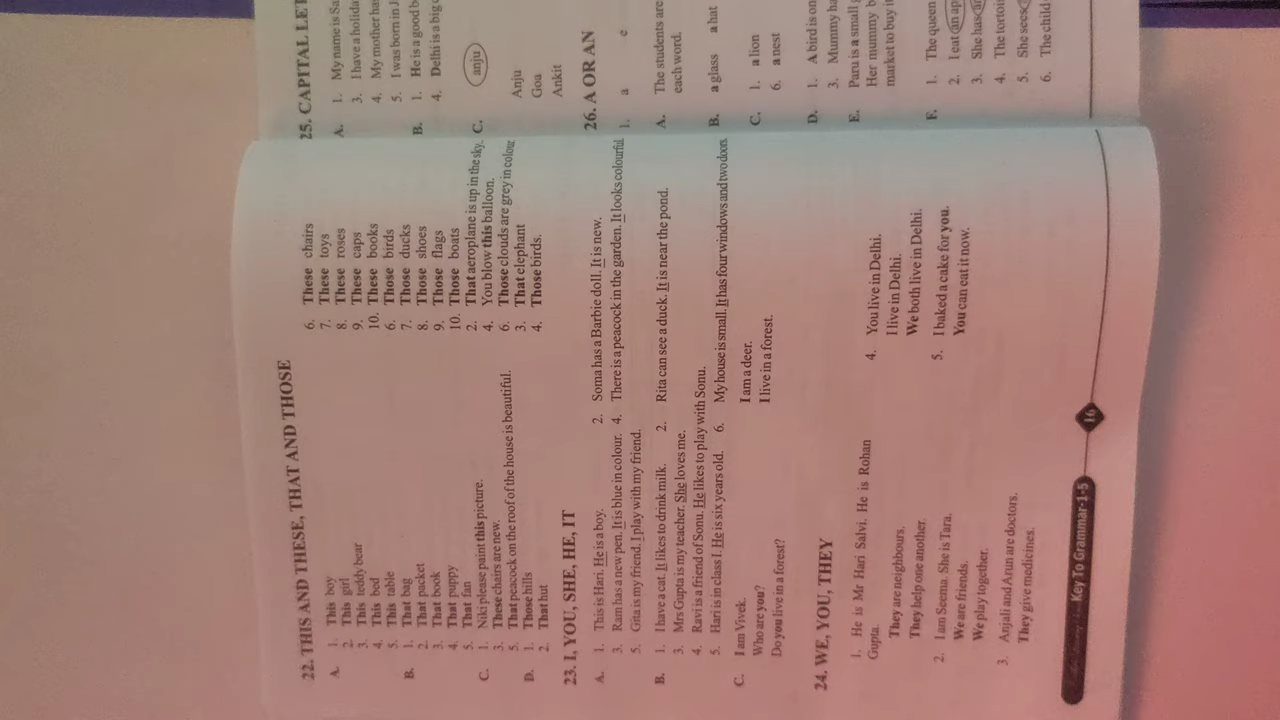 22. THIS AND THESE, THAT AND THOSE
A. 1. This boy 6. These chairs
2. This girl 7. These toys
3. This teddy bear 8. These roses
4. This bed 9. These caps
5. This table 10. These books
B. 1. That bag 6. Those birds
2. That packet 7. Those ducks
3. That book 8. Those shoes
4. That puppy 9. Those flags
5. That fan 10. Those boats
C. 1. Niki please paint this picture. 2. That aeroplane is up in the sky.
3. These chairs are new. 4. You blow this balloon.
5. That peacock on the roof of the house is beautiful. 6. Those clouds are grey in colour
D. 1. Those hills 3. That elephant
2. That hut 4. Those birds.
23. I, YOU, SHE, HE, IT
A. 1. This is Hari. He is a boy. 2. Soma has a Barbie doll. It is new.
3. Ram has a new pen. It is blue in colour. 4. There is a peacock in the garden. It looks colourful
5. Gita is my friend. I play with my friend.
B. 1. I have a cat. It likes to drink milk. 2. Rita can see a duck. It is near the pond.
3. Mrs Gupta is my teacher. She loves me.
4. Ravi is a friend of Sonu. He likes to play with Sonu.
5. Hari is in class I. He is six years old. 6. My house is small. It has four windows and two doors
C. I am Vivek. I am a deer.
Who are you? I live in a forest.
Do you live in a forest?
24. WE, YOU, THEY
1. He is Mr Hari Salvi. He is Rohan
Gupta.
They are neighbours.
They help one another.
2. I am Seema. She is Tara.
We are friends.
We play together.
3. Anjali and Arun are doctors.
They give medicines.
4. You live in Delhi.
I live in Delhi.
We both live in Delhi.
5. I baked a cake for you.
You can eat it now.
Key To Grammar-1-5
16
25. CAPITAL LET
A. 1. My name is Sa
3. I have a holida
4. My mother ha
5. I was born in J
B. 1. He is a good b
4. Delhi is a big
C. anju
Anju
Goa
Ankit
26. A OR AN
1. a e
A. The students are
each word.
B. a glass a hat
C. 1. a lion
6. a nest
D. 1. A bird is on
3. Mummy ha
E. Paru is a small
Her mummy b
market to buy i
F. 1. The queen
2. I eat an ap
3. She has
4. The tortoi
5. She sees
6. The child